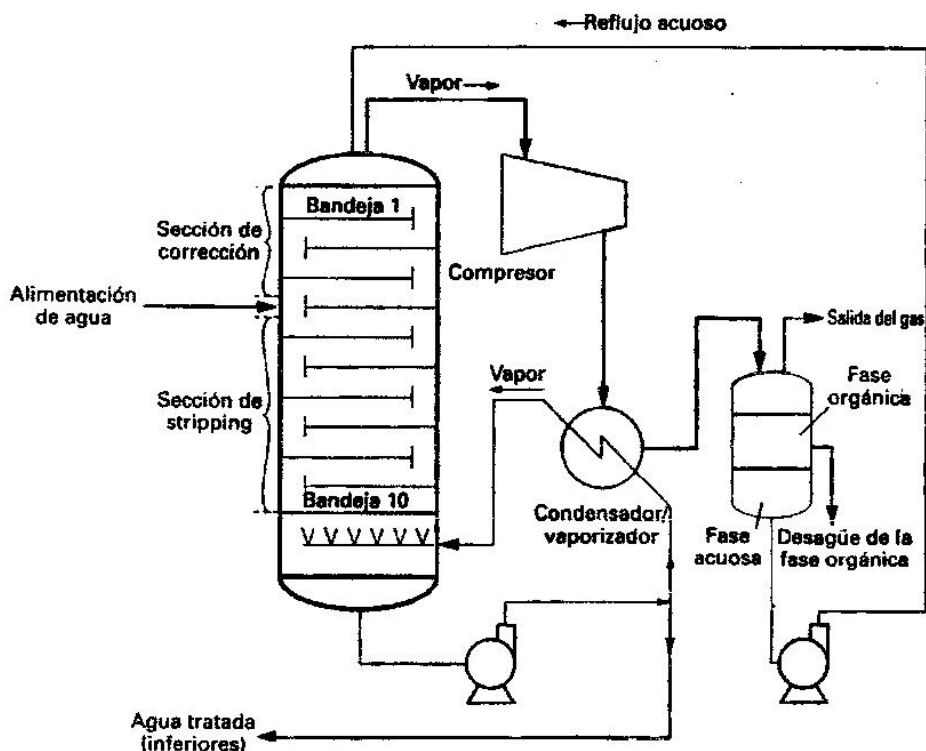 Reflujo acuoso
Vapor
Bandeja 1
Sección de
corrección
Compresor
Alimentación
de agua
Salida del gas
Vapor
Fase
orgánica
Sección de
stripping
Bandeja 10
Condensador/
vaporizador
Fase
acuosa
Desagüe de la
fase orgánica
Agua tratada
(inferiores)